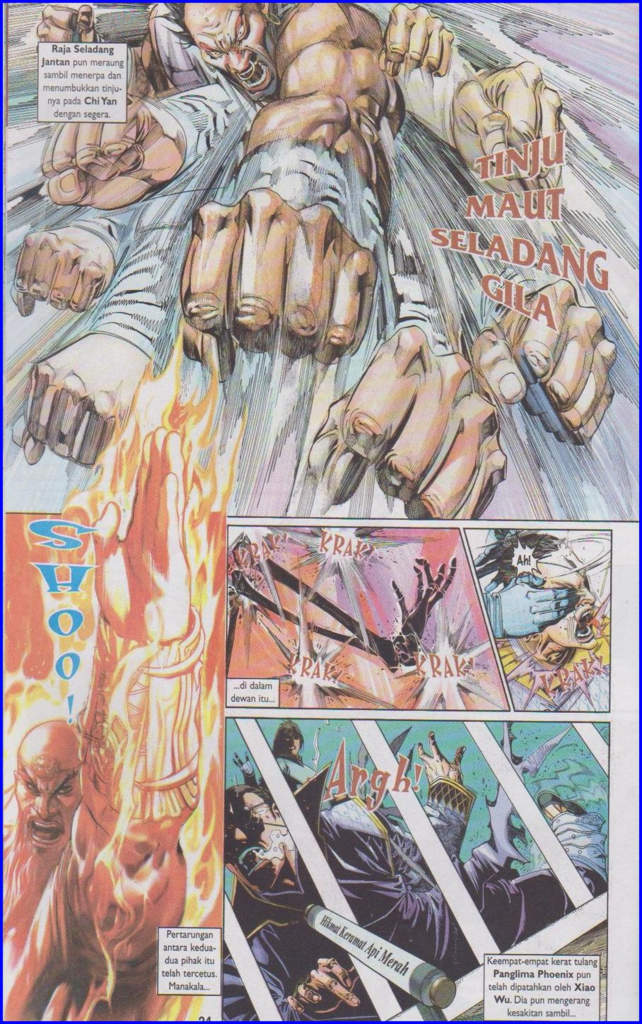 Raja Seladang
Jantan pun meraung
sambil menerpa dan
menumbukkan tinju-
nya pada Chi Yan
dengan segera.
TINJU
MAUT
SELADANG
GILA
SHOO!
KRAK!
KRAK!
KRAK!
KRAK!
...di dalam
dewan itu...
Ah!
KRAK!
Argh!
Hikmat Keramat Api Merah
Pertarungan
antara kedua-
dua pihak itu
telah tercetus.
Manakala...
Keempat-empat kerat tulang
Panglima Phoenix pun
telah dipatahkan oleh Xiao
Wu. Dia pun mengerang
kesakitan sambil...